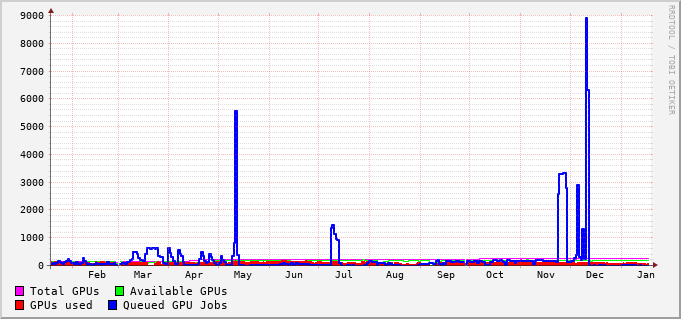 9000
8000
7000
6000
5000
4000
3000
2000
1000
0
Feb Mar Apr May Jun Jul Aug Sep Oct Nov Dec Jan
Total GPUs Available GPUs
GPUs used Queued GPU Jobs
RRDTOOL / TOBI OETIKER